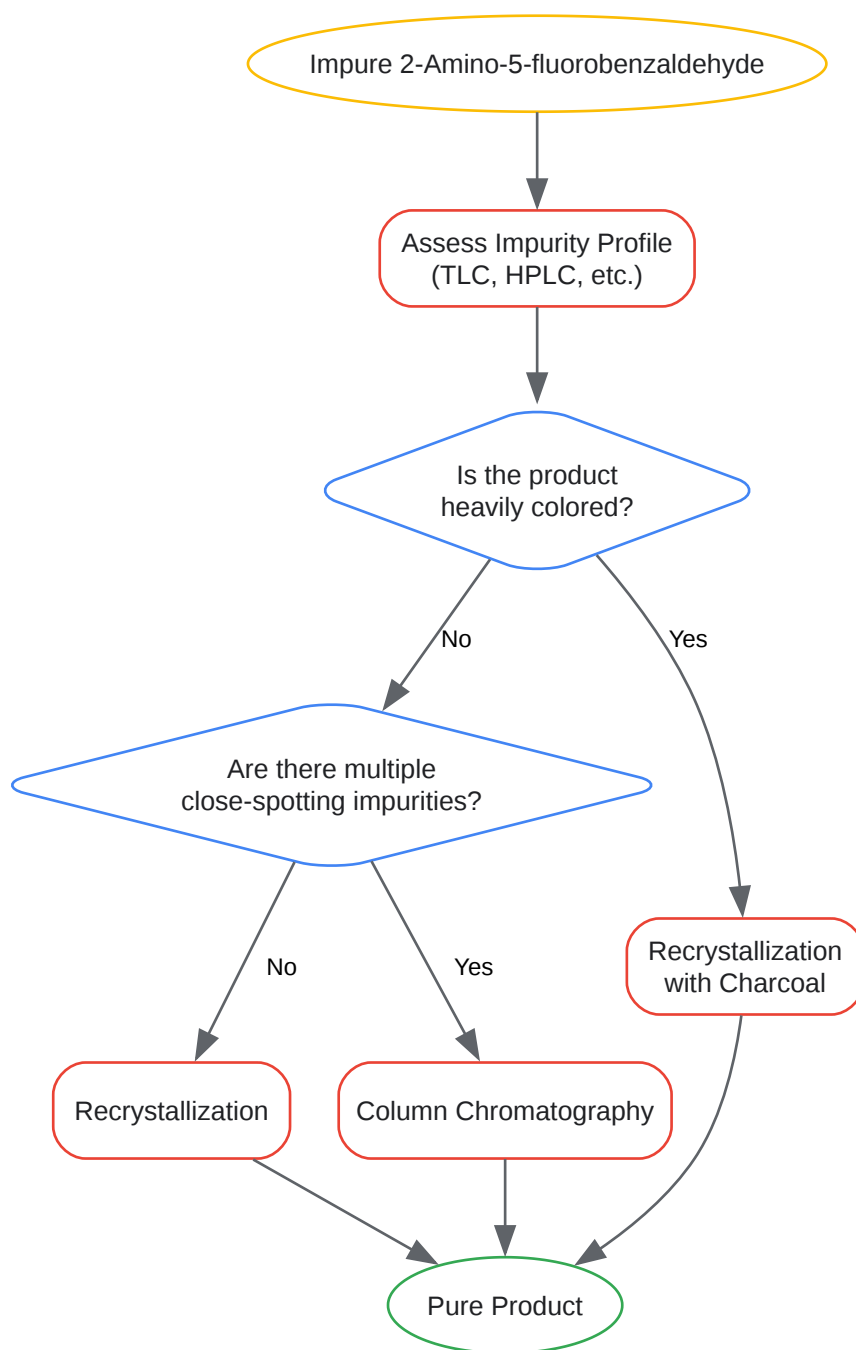 Impure 2-Amino-5-fluorobenzaldehyde
Assess Impurity Profile
(TLC, HPLC, etc.)
Is the product
heavily colored?
No
Yes
Are there multiple
close-spotting impurities?
No
Yes
Recrystallization
with Charcoal
Recrystallization
Column Chromatography
Pure Product